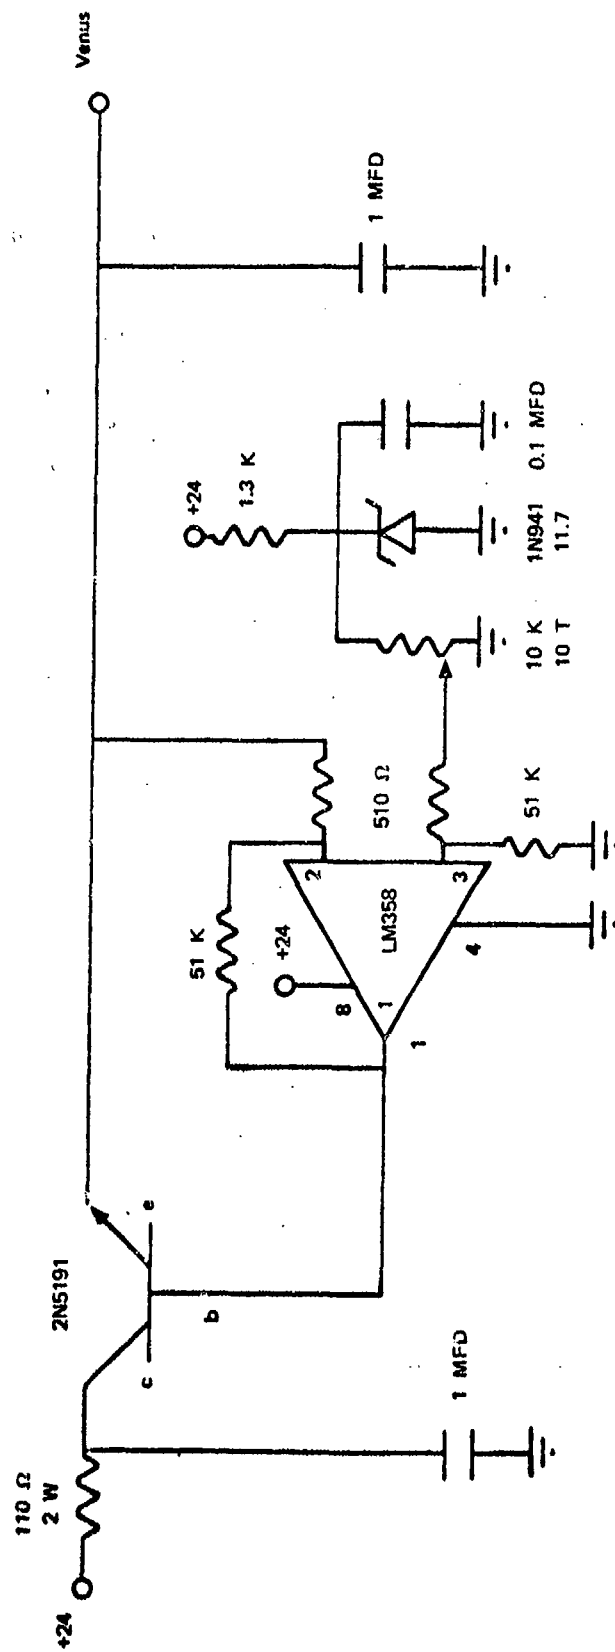 +24
110 Ω
2 W
1 MFD
c
b
e
2N5191
51 K
+24
8
1
1
4
LM358
2
3
510 Ω
51 K
10 K
10 T
+24
1.3 K
1N941
11.7
0.1 MFD
1 MFD
Venus